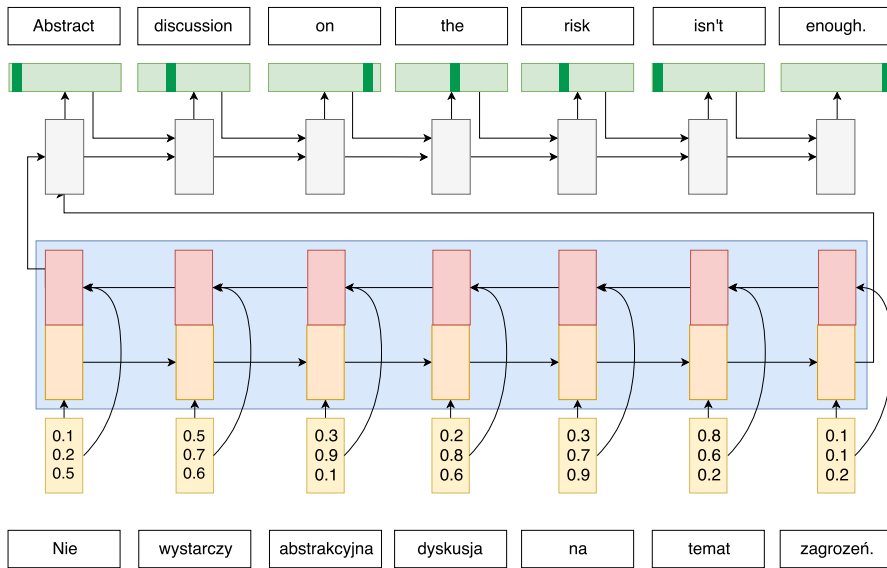 Abstract discussion on the risk isn't enough.
0.1 0.5 0.3 0.2 0.3 0.8 0.1
0.2 0.7 0.9 0.8 0.7 0.6 0.1
0.5 0.6 0.1 0.6 0.9 0.2 0.2
Nie wystarczy abstrakcyjna dyskusja na temat zagrozeń.